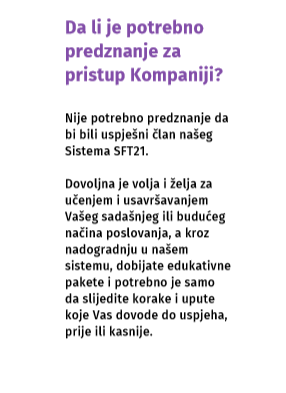 Da li je potrebno
predznanje za
pristup Kompaniji?
Nije potrebno predznanje da
bi bili uspješni član našeg
Sistema SFT21.
Dovoljna je volja i želja za
učenjem i usavršavanjem
Vašeg sadašnjeg ili budućeg
načina poslovanja, a kroz
nadogradnju u našem
sistemu, dobijate edukativne
pakete i potrebno je samo
da slijedite korake i upute
koje Vas dovode do uspjeha,
prije ili kasnije.